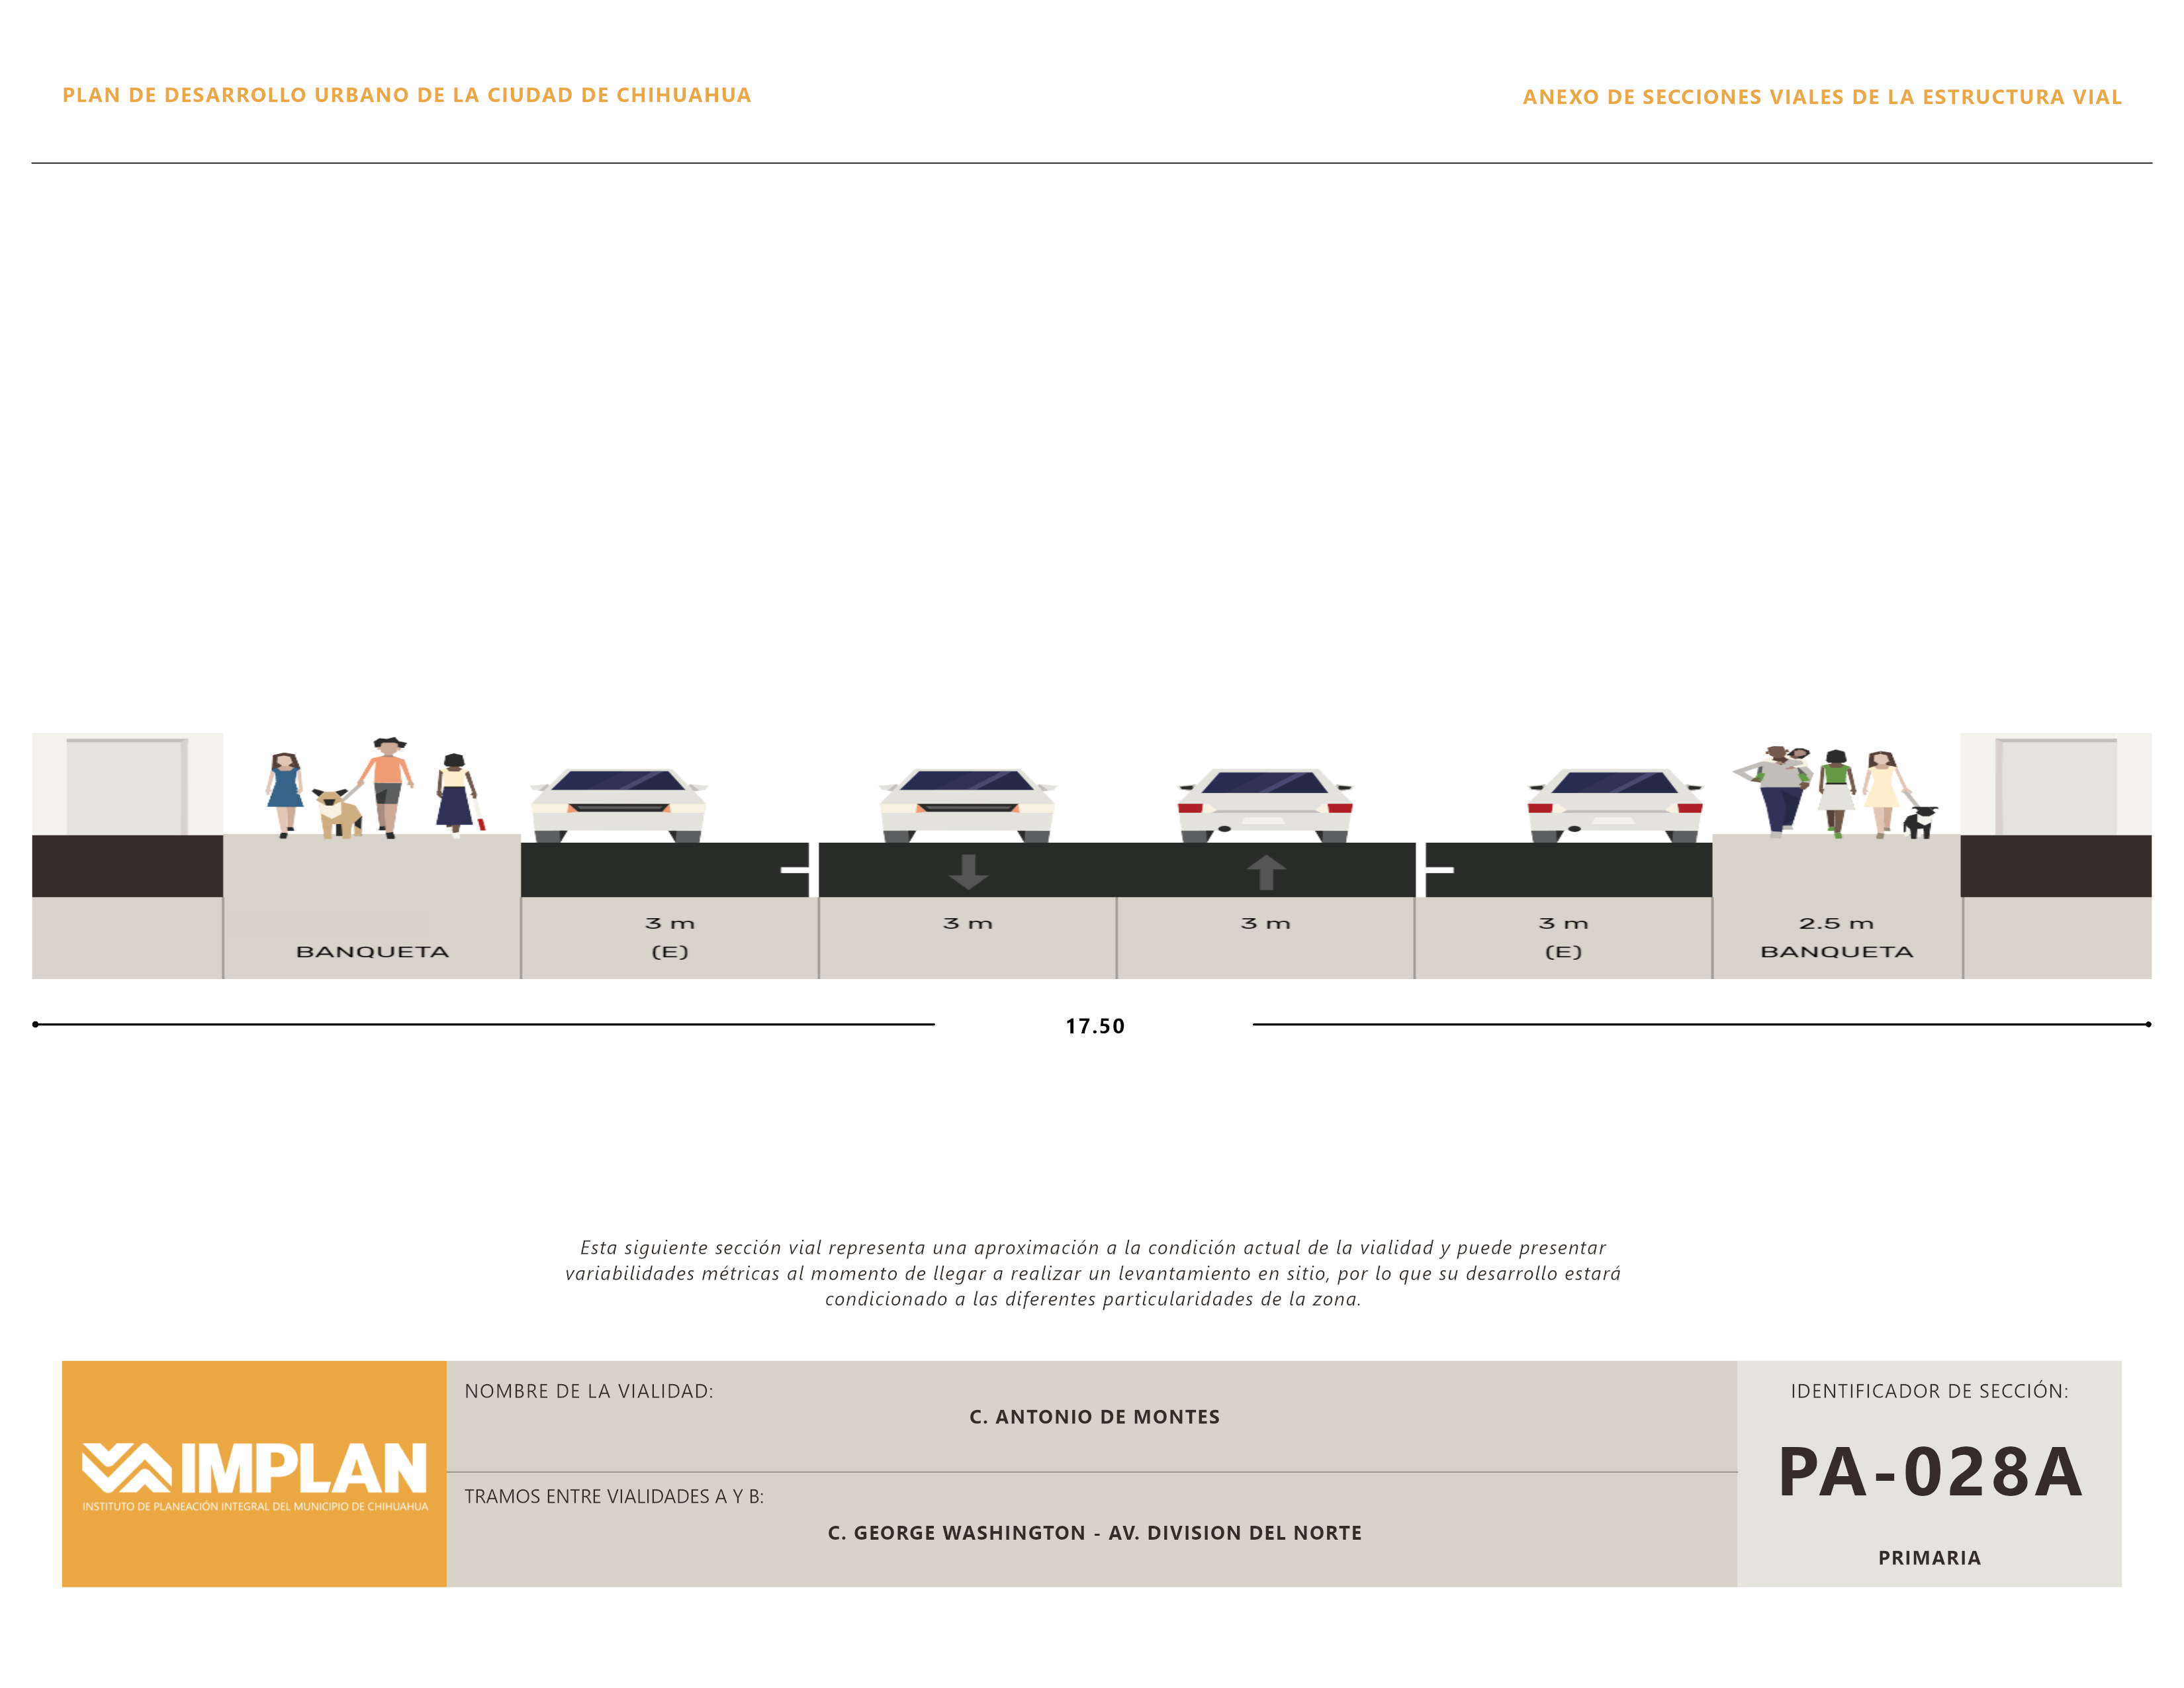 PLAN DE DESARROLLO URBANO DE LA CIUDAD DE CHIHUAHUA
ANEXO DE SECCIONES VIALES DE LA ESTRUCTURA VIAL
3 m
3 m
3 m
3 m
2.5 m
BANQUETA
(E)
(E)
BANQUETA
17.50
Esta siguiente sección vial representa una aproximación a la condición actual de la vialidad y puede presentar
variabilidades métricas al momento de llegar a realizar un levantamiento en sitio, por lo que su desarrollo estará
condicionado a las diferentes particularidades de la zona.
IMPLAN
INSTITUTO DE PLANEACIÓN INTEGRAL DEL MUNICIPIO DE CHIHUAHUA
NOMBRE DE LA VIALIDAD:
C. ANTONIO DE MONTES
TRAMOS ENTRE VIALIDADES A Y B:
C. GEORGE WASHINGTON - AV. DIVISION DEL NORTE
IDENTIFICADOR DE SECCIÓN:
PA-028A
PRIMARIA